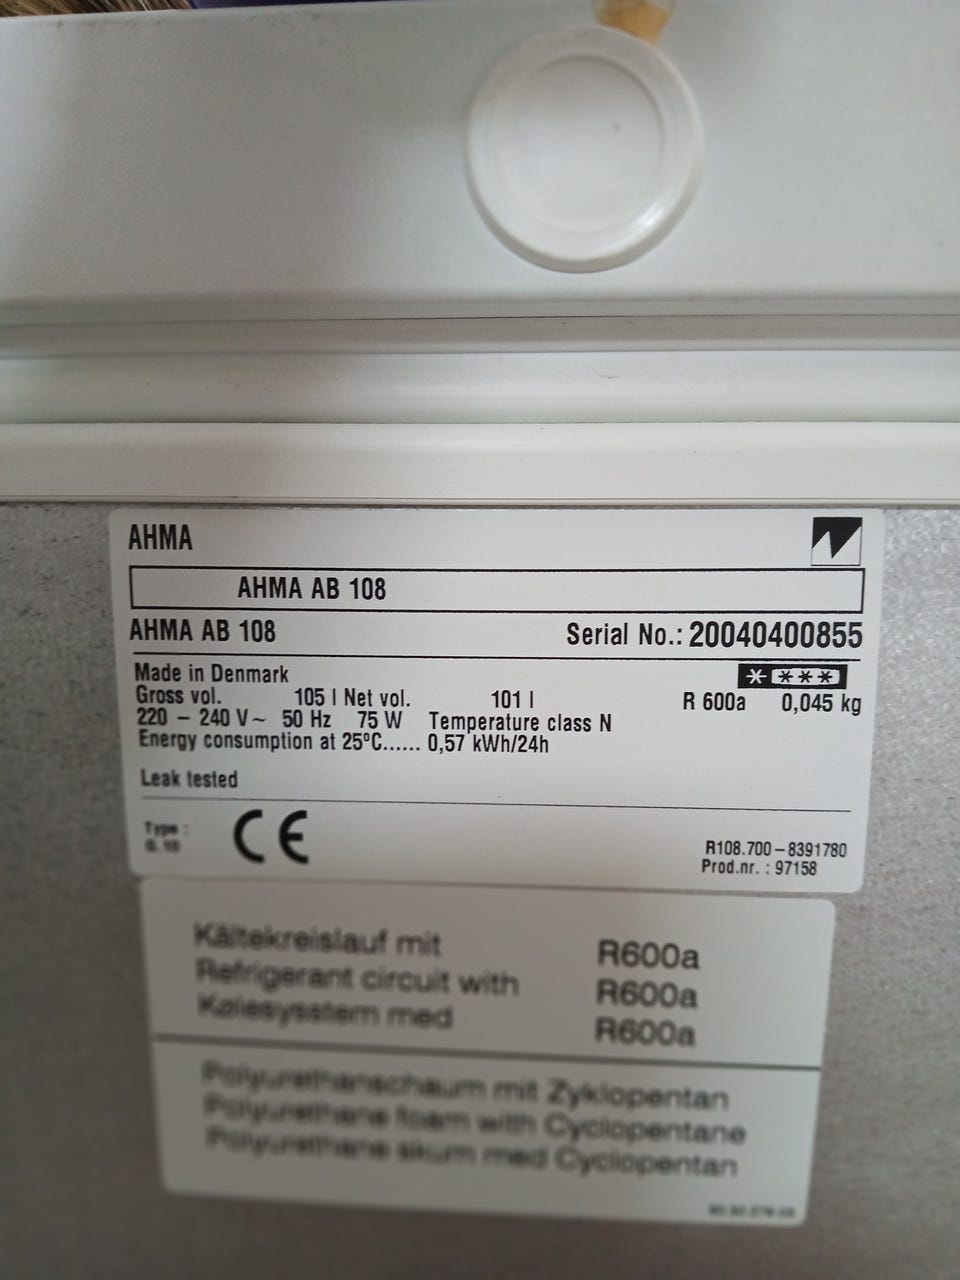 AHMA
AHMA AB 108
AHMA AB 108 Serial No.: 20040400855
Made in Denmark
Gross vol. 105 l Net vol. 101 l R 600a 0,045 kg
220 – 240 V~ 50 Hz 75 W Temperature class N
Energy consumption at 25°C...... 0,57 kWh/24h
Leak tested
Type :
G. 10
CE
R108.700–8391780
Prod.nr. : 97158
Kältekreislauf mit R600a
Refrigerant circuit with R600a
Kølesysstem med R600a
Polyurethanschaum mit Zyklopentan
Polyurethane foam with Cyclopentane
Polyurethane skum med Cyclopentan